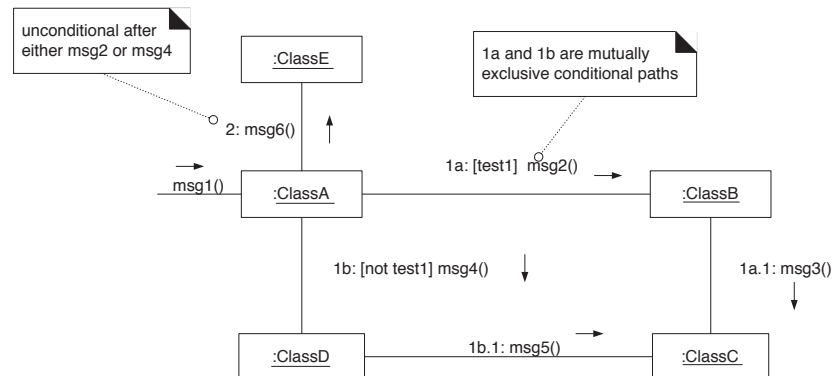 unconditional after
either msg2 or msg4
:ClassE
1a and 1b are mutually
exclusive conditional paths
2: msg6()
1a: [test1] msg2()
msg1()
:ClassA
:ClassB
1b: [not test1] msg4()
1a.1: msg3()
:ClassD
1b.1: msg5()
:ClassC